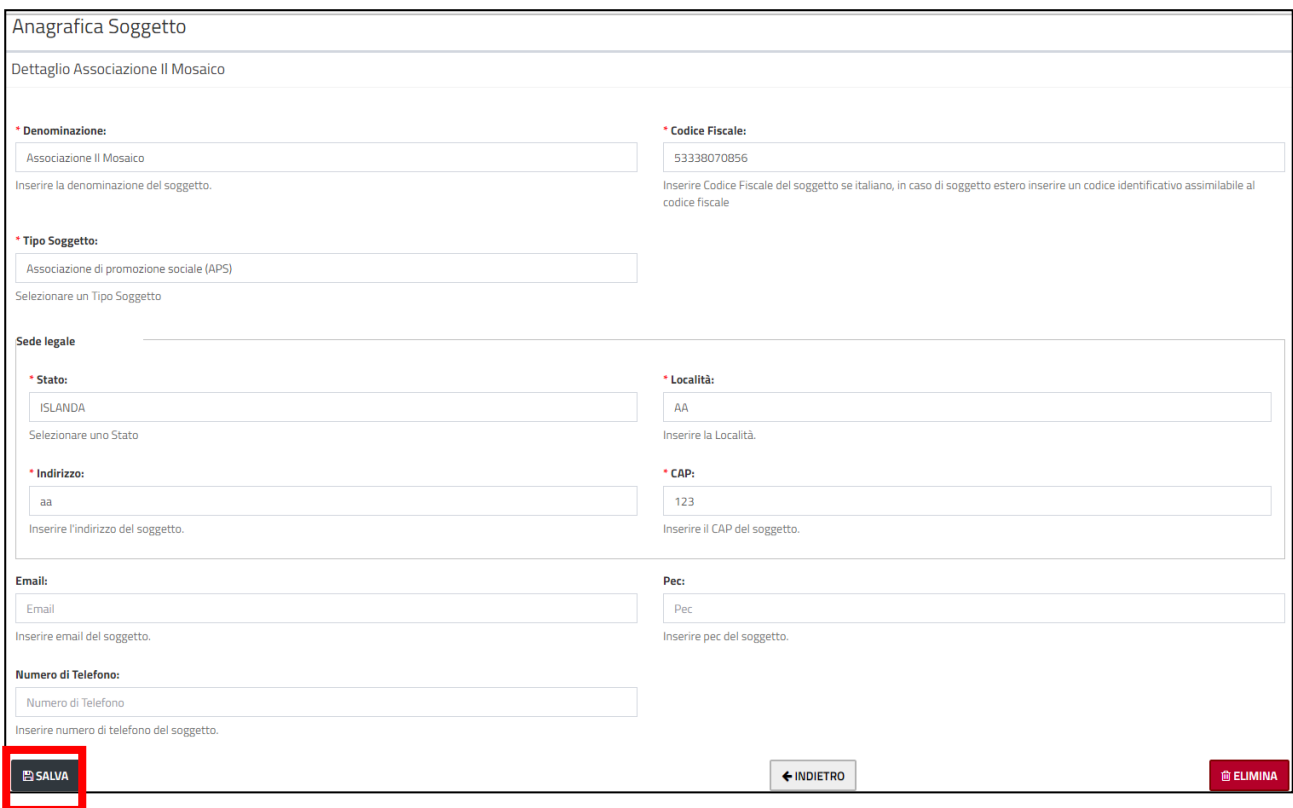 Anagrafica Soggetto
Dettaglio Associazione Il Mosaico
* Denominazione:
Associazione Il Mosaico
Inserire la denominazione del soggetto.
* Codice Fiscale:
53338070856
Inserire Codice Fiscale del soggetto se italiano, in caso di soggetto estero inserire un codice identificativo assimilabile al
codice fiscale
* Tipo Soggetto:
Associazione di promozione sociale (APS)
Selezionare un Tipo Soggetto
Sede legale
* Stato:
ISLANDA
Selezionare uno Stato
* Località:
AA
Inserire la Località.
* Indirizzo:
aa
Inserire l'indirizzo del soggetto.
* CAP:
123
Inserire il CAP del soggetto.
Email:
Email
Inserire email del soggetto.
Pec:
Pec
Inserire pec del soggetto.
Numero di Telefono:
Numero di Telefono
Inserire numero di telefono del soggetto.
SALVA
INDIETRO
ELIMINA